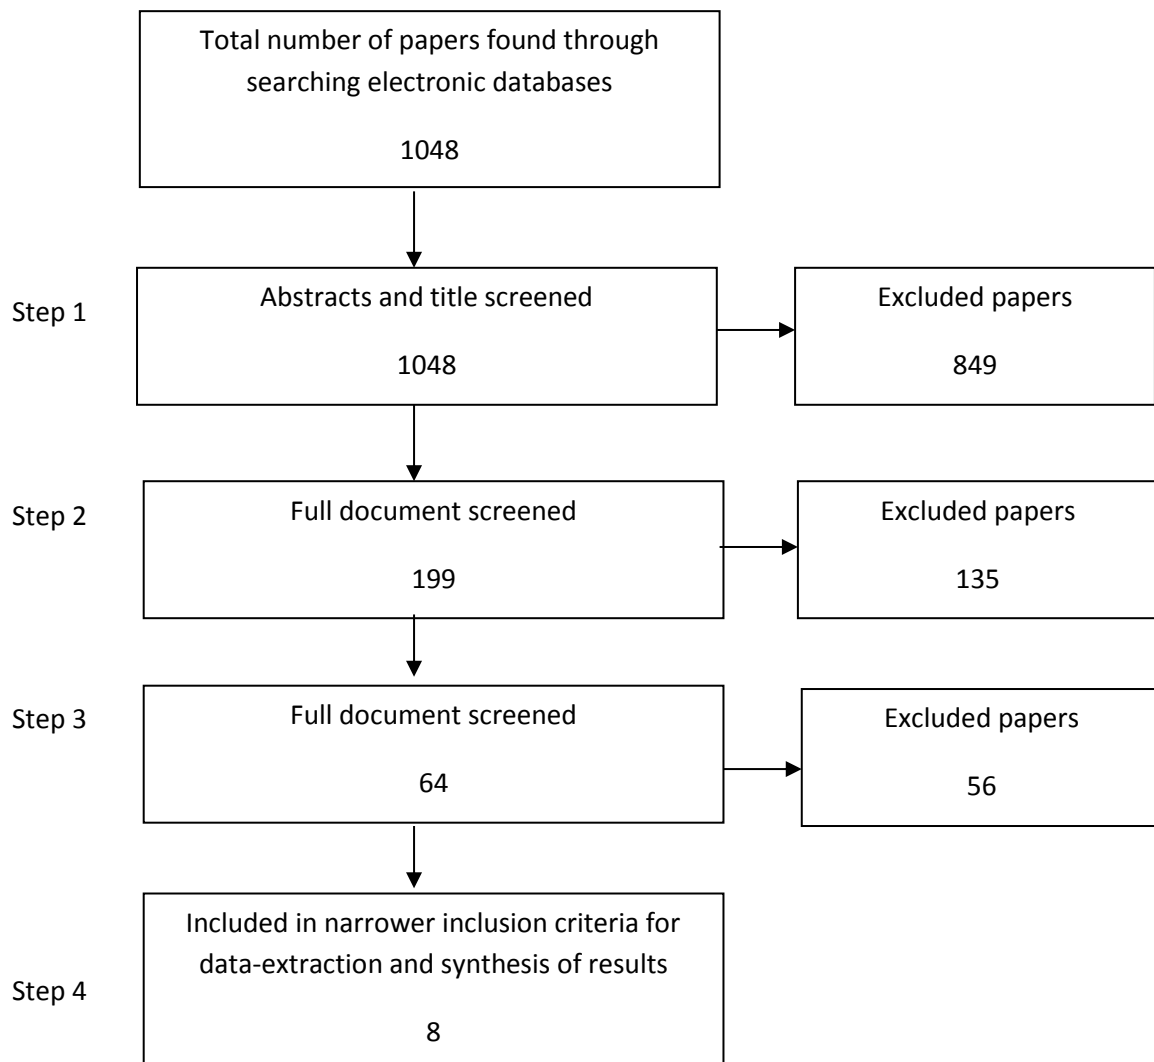 Total number of papers found through
searching electronic databases
1048
Step 1
Abstracts and title screened
1048
Excluded papers
849
Step 2
Full document screened
199
Excluded papers
135
Step 3
Full document screened
64
Excluded papers
56
Step 4
Included in narrower inclusion criteria for
data-extraction and synthesis of results
8